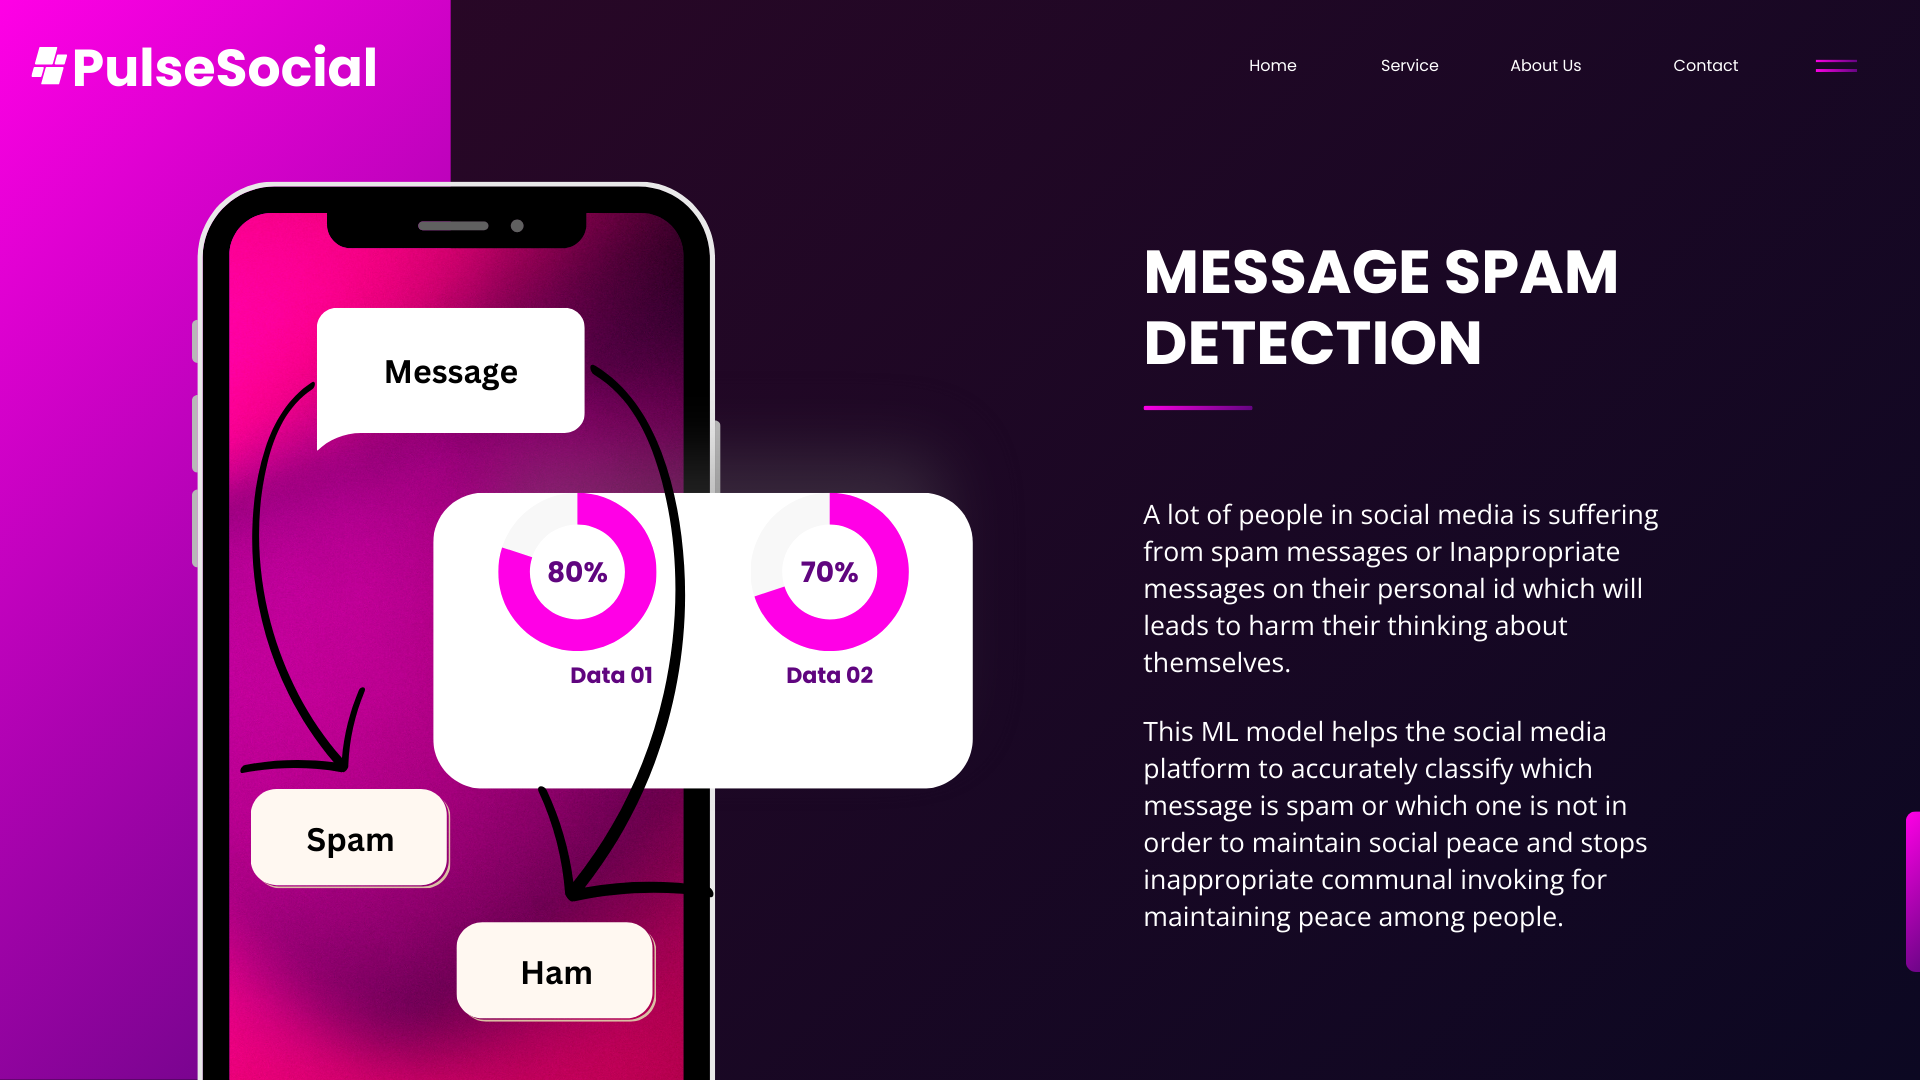 PulseSocial
Home Service About Us Contact
MESSAGE SPAM
DETECTION
Message
80% 70%
Data 01 Data 02
Spam
Ham
A lot of people in social media is suffering
from spam messages or Inappropriate
messages on their personal id which will
leads to harm their thinking about
themselves.
This ML model helps the social media
platform to accurately classify which
message is spam or which one is not in
order to maintain social peace and stops
inappropriate communal invoking for
maintaining peace among people.